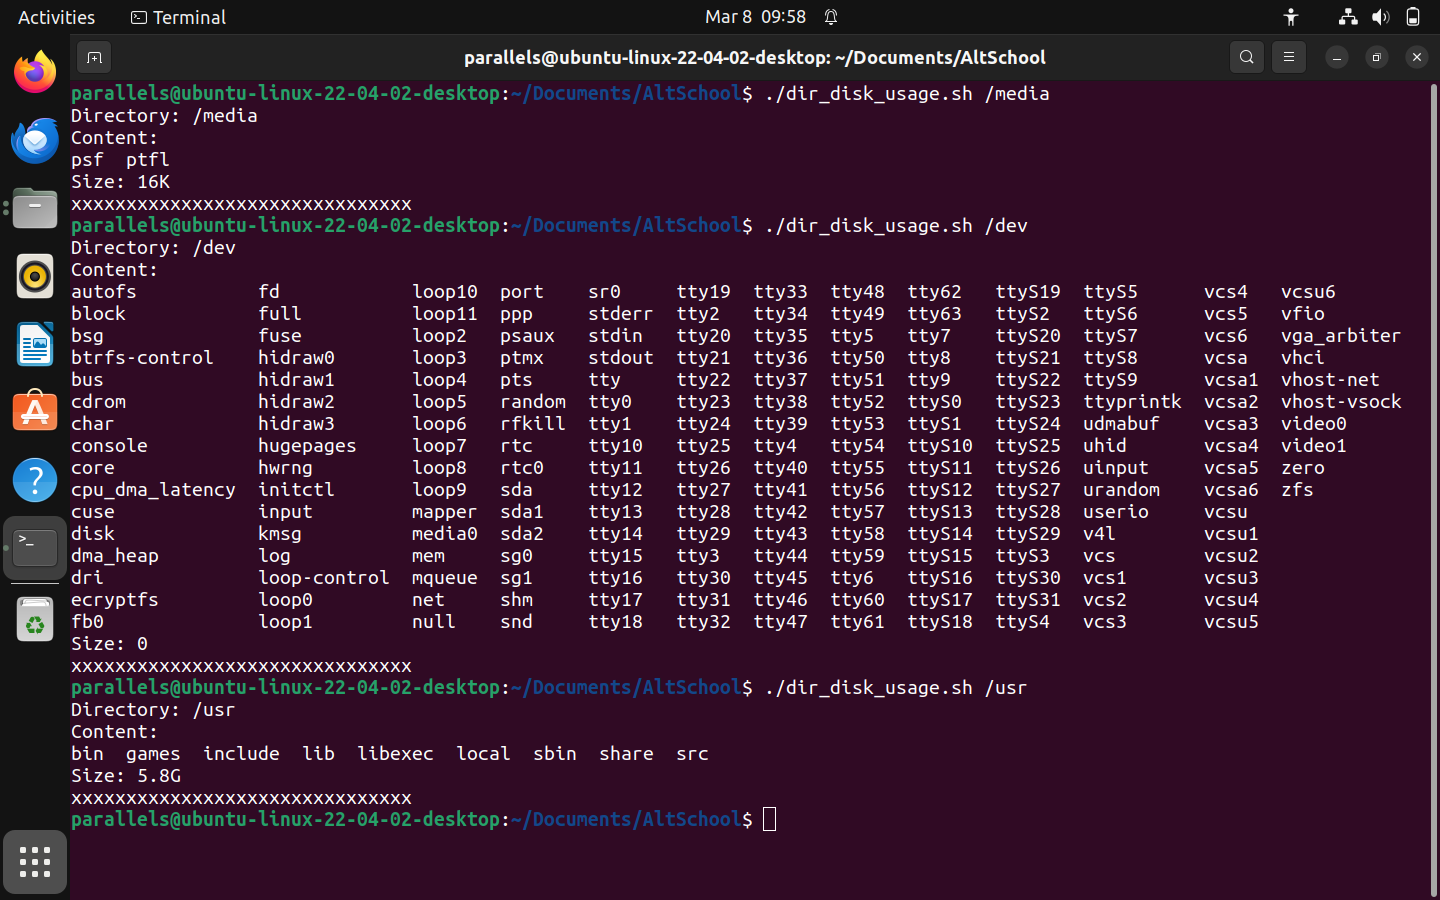 Activities Terminal Mar 8 09:58
parallels@ubuntu-linux-22-04-02-desktop: ~/Documents/AltSchool
parallels@ubuntu-linux-22-04-02-desktop:~/Documents/AltSchool$ ./dir_disk_usage.sh /media
Directory: /media
Content:
psf  ptfl
Size: 16K
xxxxxxxxxxxxxxxxxxxxxxxxxxxxxxx
parallels@ubuntu-linux-22-04-02-desktop:~/Documents/AltSchool$ ./dir_disk_usage.sh /dev
Directory: /dev
Content:
autofs           fd            loop10  port    sr0     tty19  tty33  tty48  tty62   ttyS19  ttyS5      vcs4   vcsu6
block            full          loop11  ppp     stderr  tty2   tty34  tty49  tty63   ttyS2   ttyS6      vcs5   vfio
bsg              fuse          loop2   psaux   stdin   tty20  tty35  tty5   tty7    ttyS20  ttyS7      vcs6   vga_arbiter
btrfs-control    hidraw0       loop3   ptmx    stdout  tty21  tty36  tty50  tty8    ttyS21  ttyS8      vcsa   vhci
bus              hidraw1       loop4   pts     tty     tty22  tty37  tty51  tty9    ttyS22  ttyS9      vcsa1  vhost-net
cdrom            hidraw2       loop5   random  tty0    tty23  tty38  tty52  ttyS0   ttyS23  ttyprintk  vcsa2  vhost-vsock
char             hidraw3       loop6   rfkill  tty1    tty24  tty39  tty53  ttyS1   ttyS24  udmabuf    vcsa3  video0
console          hugepages     loop7   rtc     tty10   tty25  tty4   tty54  ttyS10  ttyS25  uhid       vcsa4  video1
core             hwrng         loop8   rtc0    tty11   tty26  tty40  tty55  ttyS11  ttyS26  uinput     vcsa5  zero
cpu_dma_latency  initctl       loop9   sda     tty12   tty27  tty41  tty56  ttyS12  ttyS27  urandom    vcsa6  zfs
cuse             input         mapper  sda1    tty13   tty28  tty42  tty57  ttyS13  ttyS28  userio     vcsu
disk             kmsg          media0  sda2    tty14   tty29  tty43  tty58  ttyS14  ttyS29  v4l        vcsu1
dma_heap         log           mem     sg0     tty15   tty3   tty44  tty59  ttyS15  ttyS3   vcs        vcsu2
dri              loop-control  mqueue  sg1     tty16   tty30  tty45  tty6   ttyS16  ttyS30  vcs1       vcsu3
ecryptfs         loop0         net     shm     tty17   tty31  tty46  tty60  ttyS17  ttyS31  vcs2       vcsu4
fb0              loop1         null    snd     tty18   tty32  tty47  tty61  ttyS18  ttyS4   vcs3       vcsu5
Size: 0
xxxxxxxxxxxxxxxxxxxxxxxxxxxxxxx
parallels@ubuntu-linux-22-04-02-desktop:~/Documents/AltSchool$ ./dir_disk_usage.sh /usr
Directory: /usr
Content:
bin  games  include  lib  libexec  local  sbin  share  src
Size: 5.8G
xxxxxxxxxxxxxxxxxxxxxxxxxxxxxxx
parallels@ubuntu-linux-22-04-02-desktop:~/Documents/AltSchool$